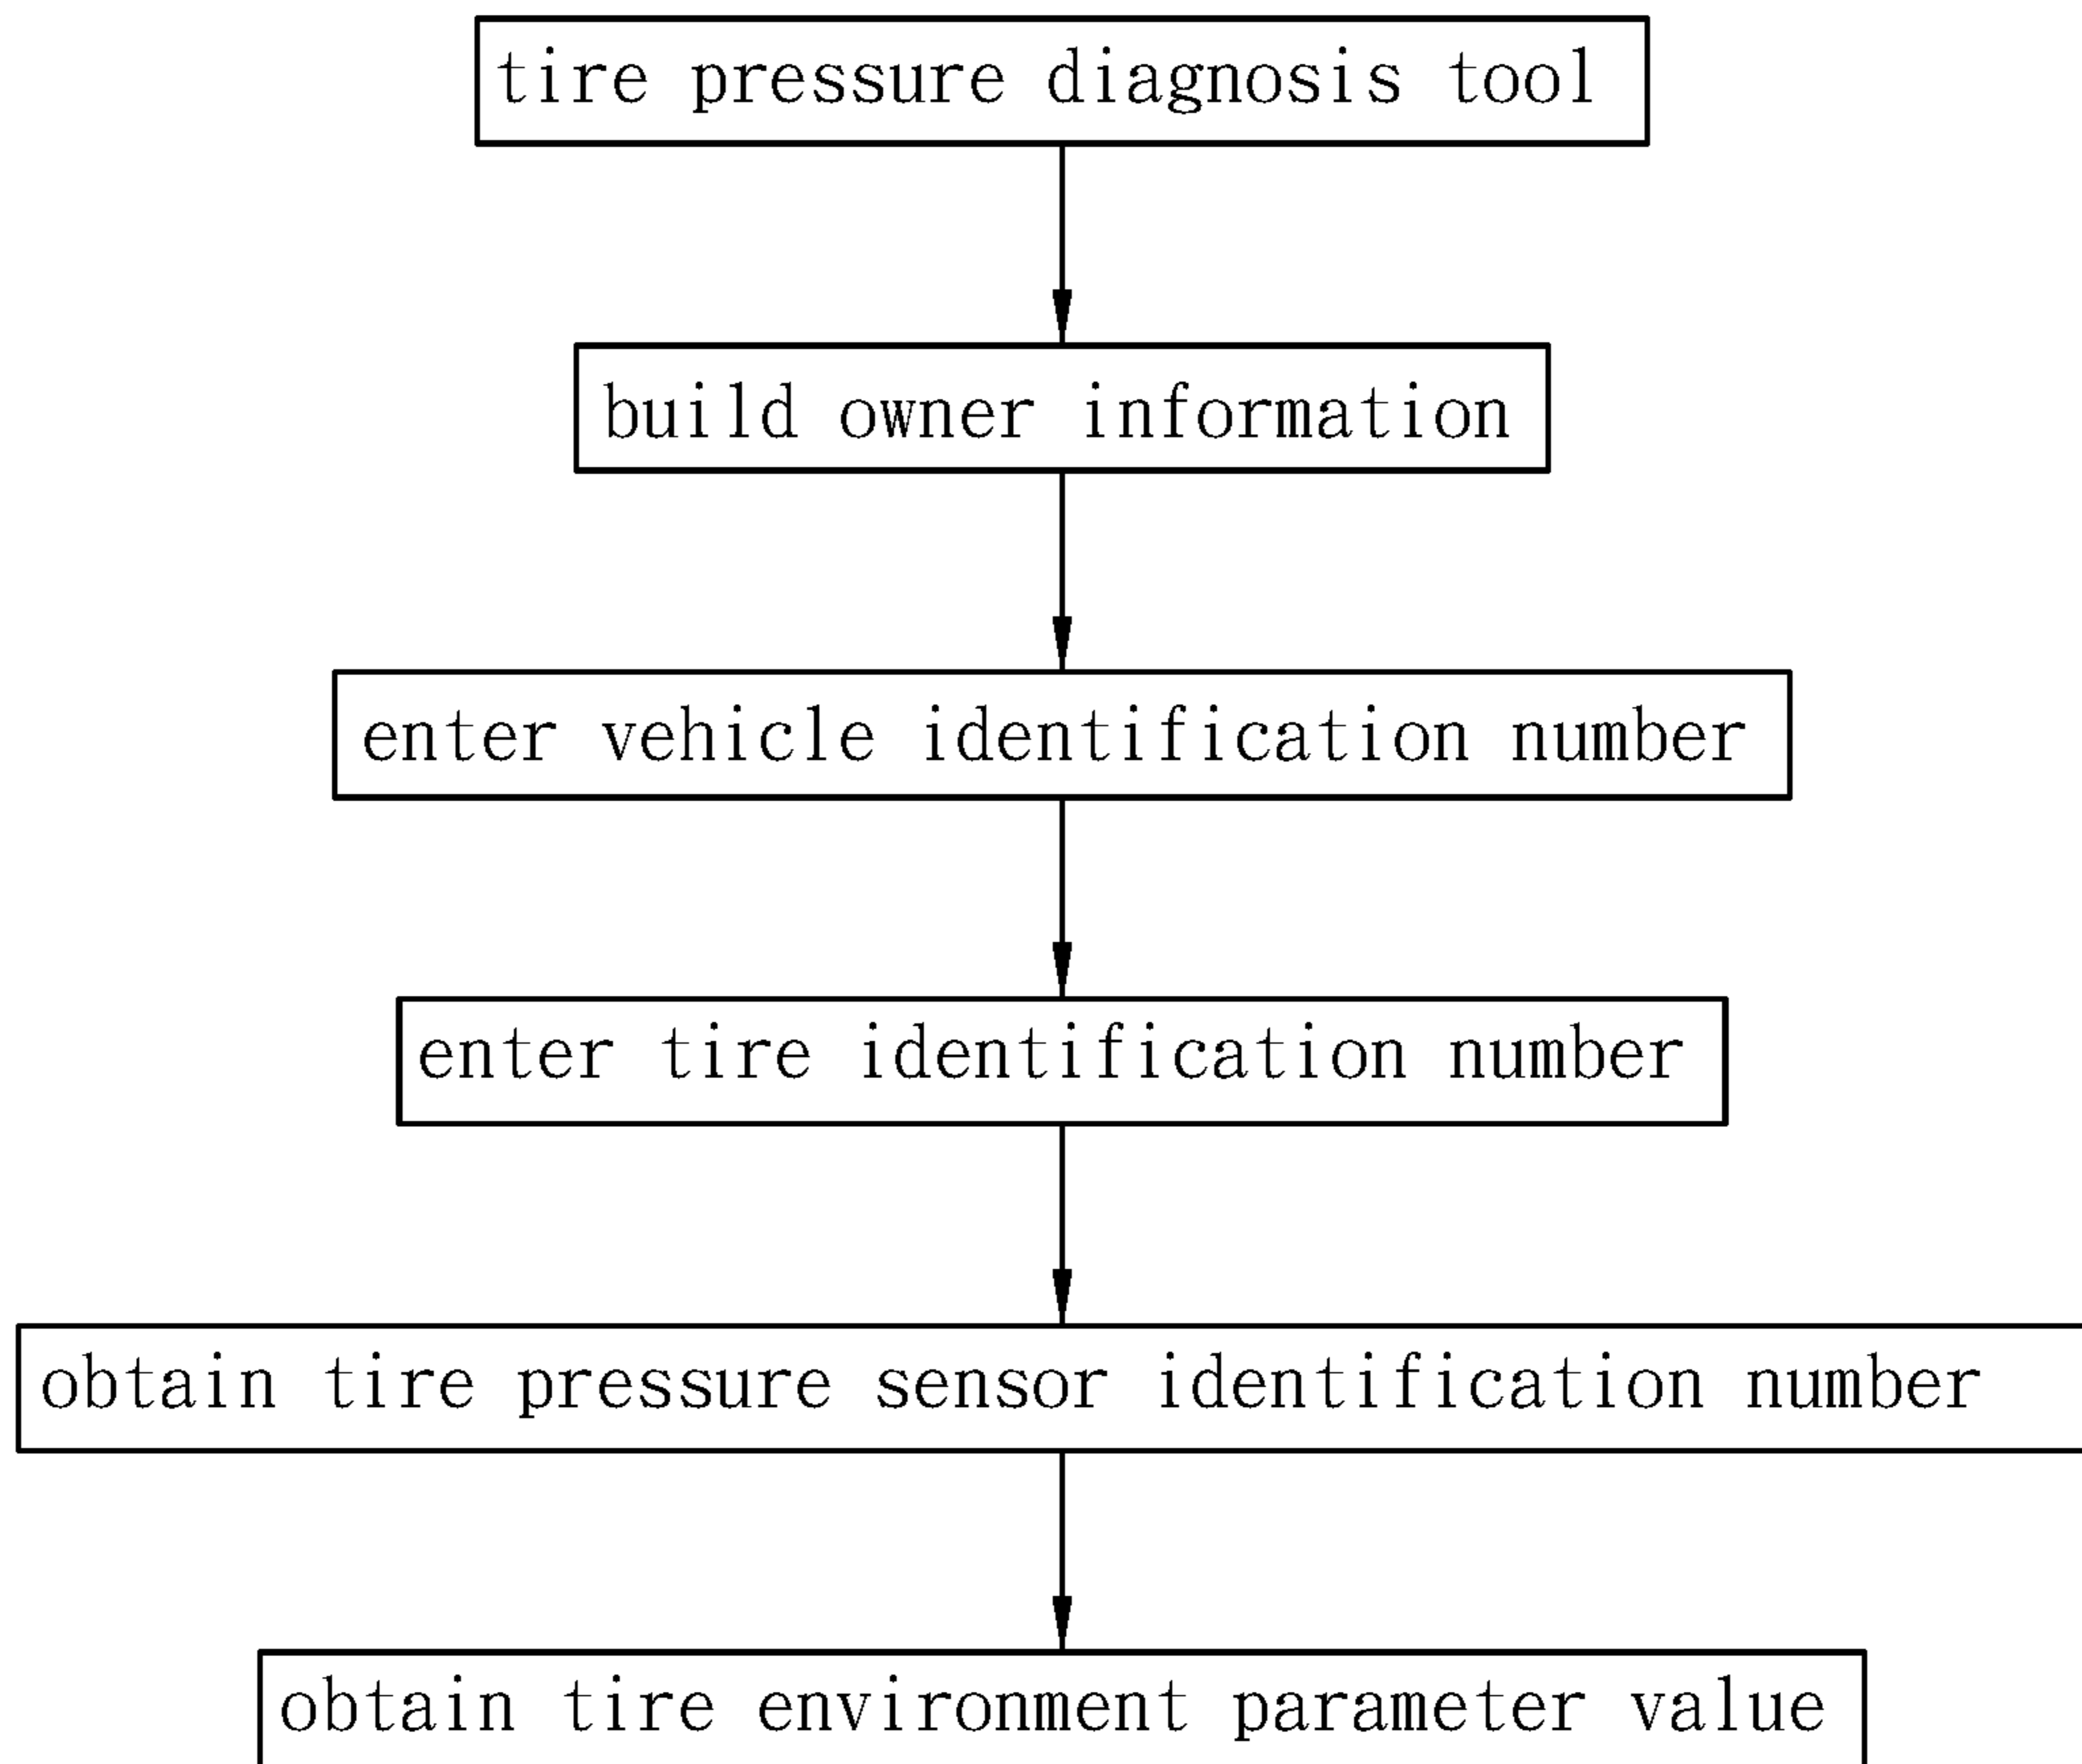 tire pressure diagnosis tool
build owner information
enter vehicle identification number
enter tire identification number
obtain tire pressure sensor identification number
obtain tire environment parameter value